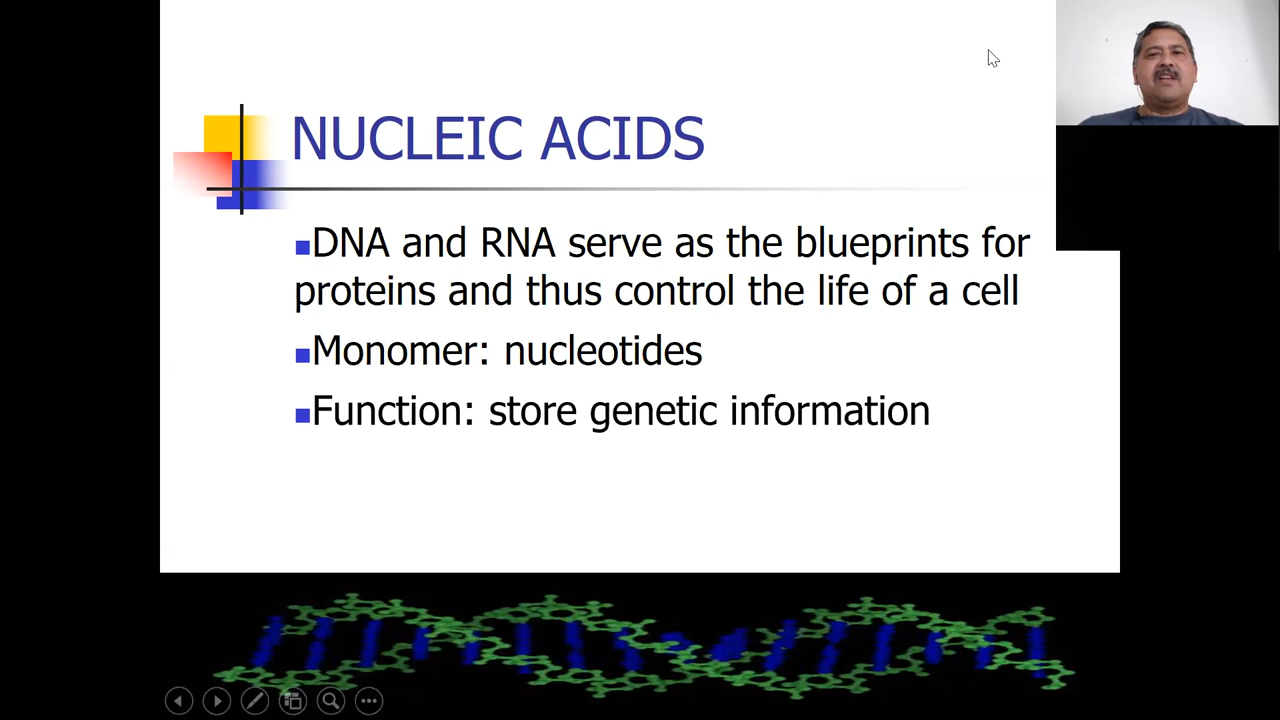 NUCLEIC ACIDS
DNA and RNA serve as the blueprints for
proteins and thus control the life of a cell
Monomer: nucleotides
Function: store genetic information